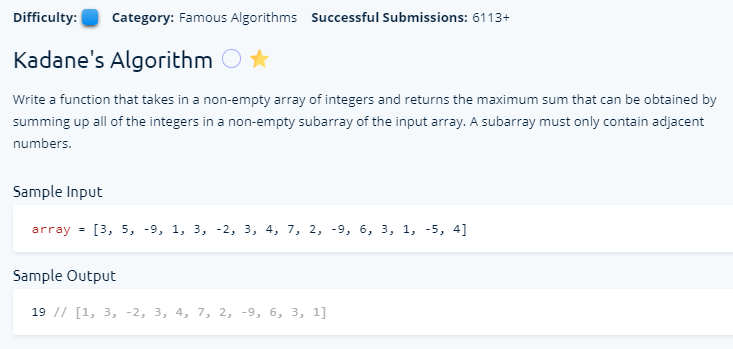 Difficulty: Category: Famous Algorithms Successful Submissions: 6113+
Kadane's Algorithm
Write a function that takes in a non-empty array of integers and returns the maximum sum that can be obtained by
summing up all of the integers in a non-empty subarray of the input array. A subarray must only contain adjacent
numbers.
Sample Input
array = [3, 5, -9, 1, 3, -2, 3, 4, 7, 2, -9, 6, 3, 1, -5, 4]
Sample Output
19 // [1, 3, -2, 3, 4, 7, 2, -9, 6, 3, 1]